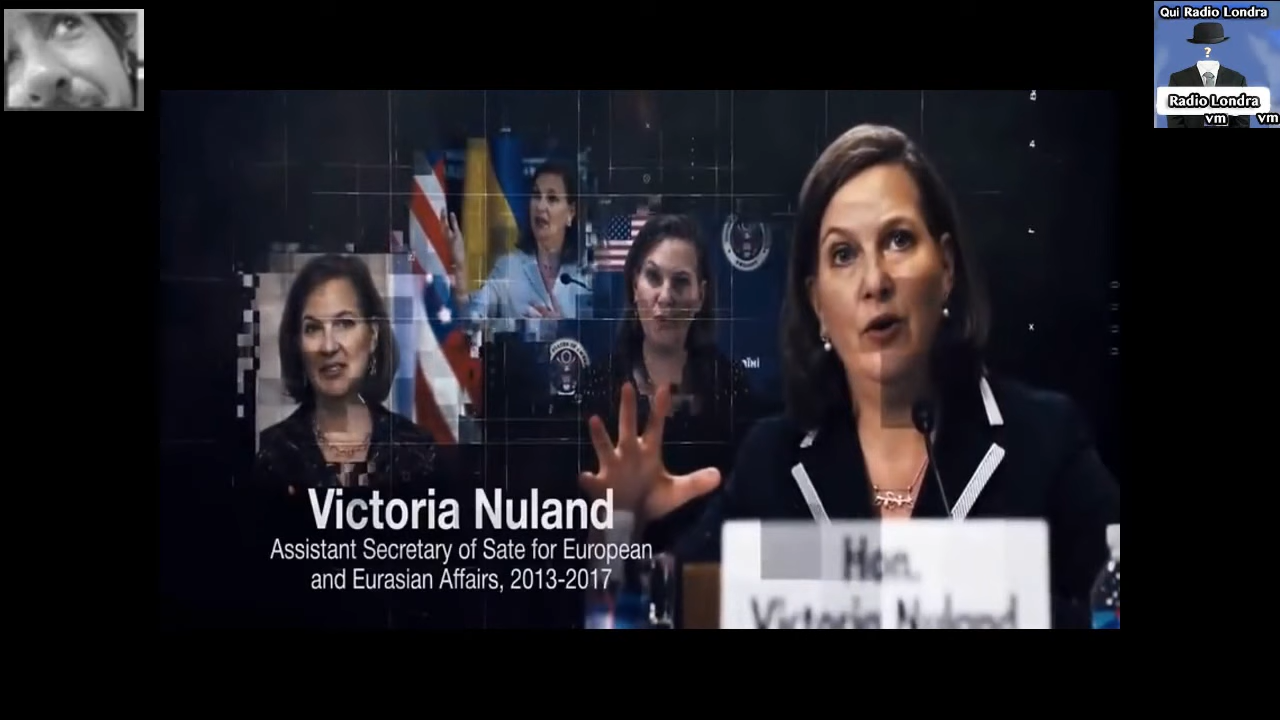 Qui Radio Londra
?
Radio Londra
vm
vm
Victoria Nuland
Assistant Secretary of Sate for European
and Eurasian Affairs, 2013-2017
Hon.
Victoria Nuland